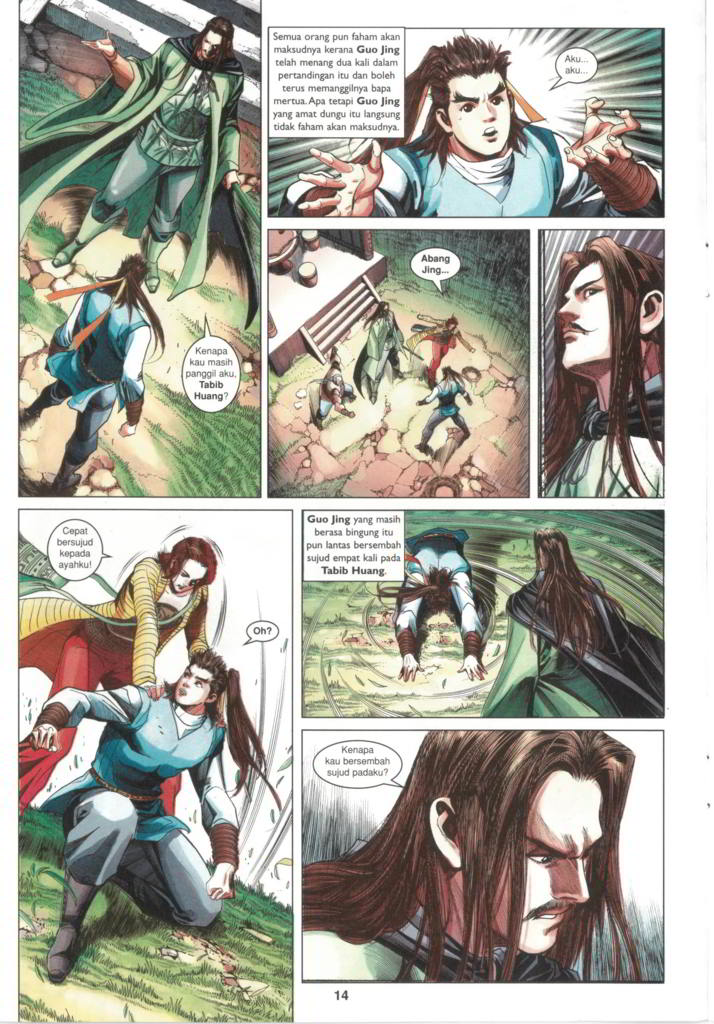 Kenapa
kau masih
panggil aku,
Tabib
Huang?
Semua orang pun faham akan
maksudnya kerana Guo Jing
telah menang dua kali dalam
pertandingan itu dan boleh
terus memanggilnya bapa
mertua. Apa tetapi Guo Jing
yang amat dungu itu langsung
tidak faham akan maksudnya.
Aku...
aku...
Abang
Jing...
Cepat
bersujud
kepada
ayahku!
Oh?
Guo Jing yang masih
berasa bingung itu
pun lantas bersembah
sujud empat kali pada
Tabib Huang.
Kenapa
kau bersembah
sujud padaku?
14